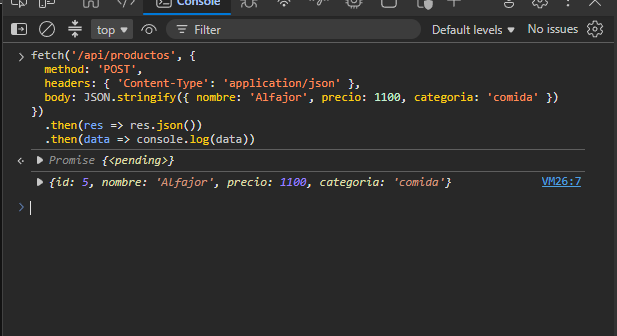 Console
top
Filter
Default levels
No issues
fetch('/api/productos', {
method: 'POST',
headers: { 'Content-Type': 'application/json' },
body: JSON.stringify({ nombre: 'Alfajor', precio: 1100, categoria: 'comida' })
})
.then(res => res.json())
.then(data => console.log(data))
Promise {<pending>}
{id: 5, nombre: 'Alfajor', precio: 1100, categoria: 'comida'}
VM26:7